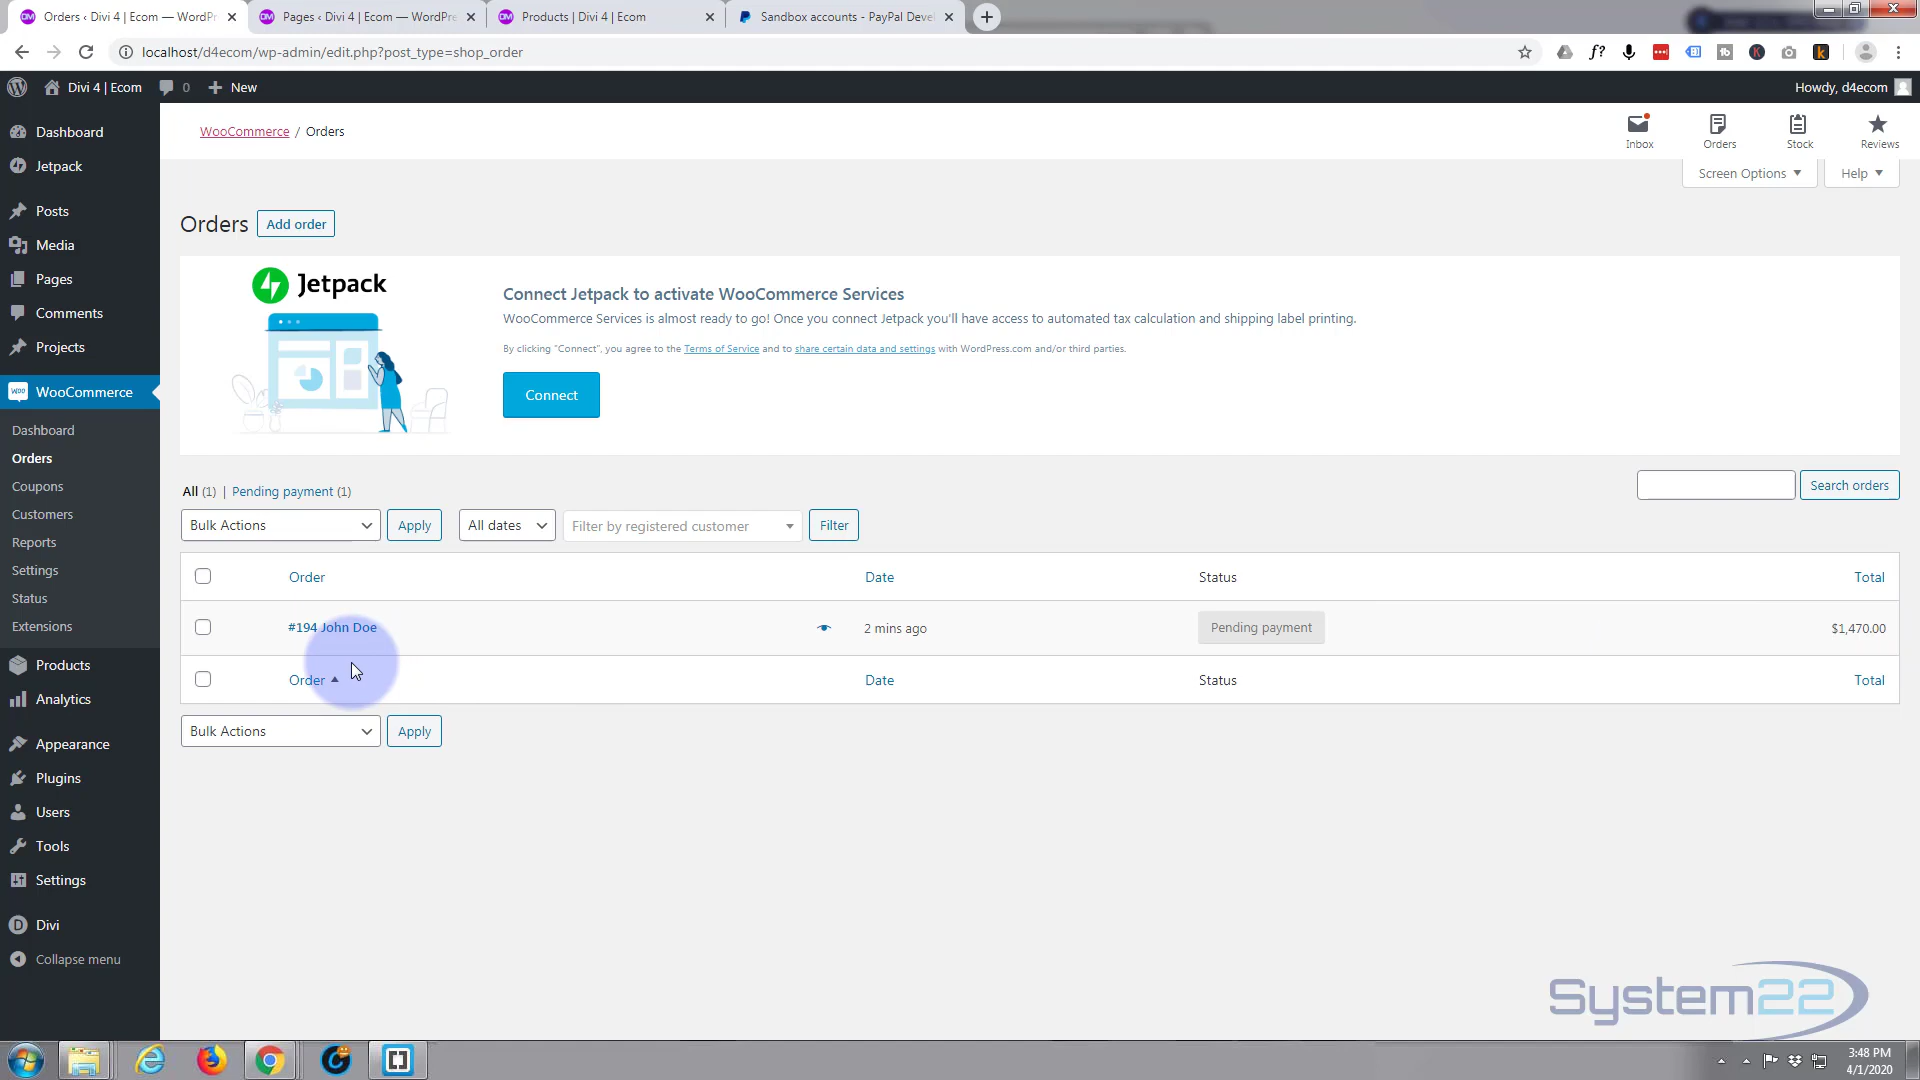 Orders ‹ Divi 4 | Ecom — WordPr
Pages ‹ Divi 4 | Ecom — WordPre
Products | Divi 4 | Ecom
Sandbox accounts - PayPal Deve
localhost/d4ecom/wp-admin/edit.php?post_type=shop_order
Divi 4 | Ecom
0
New
Howdy, d4ecom
Dashboard
Jetpack
Posts
Media
Pages
Comments
Projects
WooCommerce
Dashboard
Orders
Coupons
Customers
Reports
Settings
Status
Extensions
Products
Analytics
Appearance
Plugins
Users
Tools
Settings
Divi
Collapse menu
WooCommerce / Orders
Inbox
Orders
Stock
Reviews
Screen Options
Help
Orders
Add order
Jetpack
Connect Jetpack to activate WooCommerce Services
WooCommerce Services is almost ready to go! Once you connect Jetpack you'll have access to automated tax calculation and shipping label printing.
By clicking "Connect", you agree to the Terms of Service and to share certain data and settings with WordPress.com and/or third parties.
Connect
All (1) | Pending payment (1)
Search orders
Bulk Actions
Apply
All dates
Filter by registered customer
Filter
Order Date Status Total
#194 John Doe 2 mins ago Pending payment $1,470.00
Order Date Status Total
Bulk Actions
Apply
System22
3:48 PM
4/1/2020